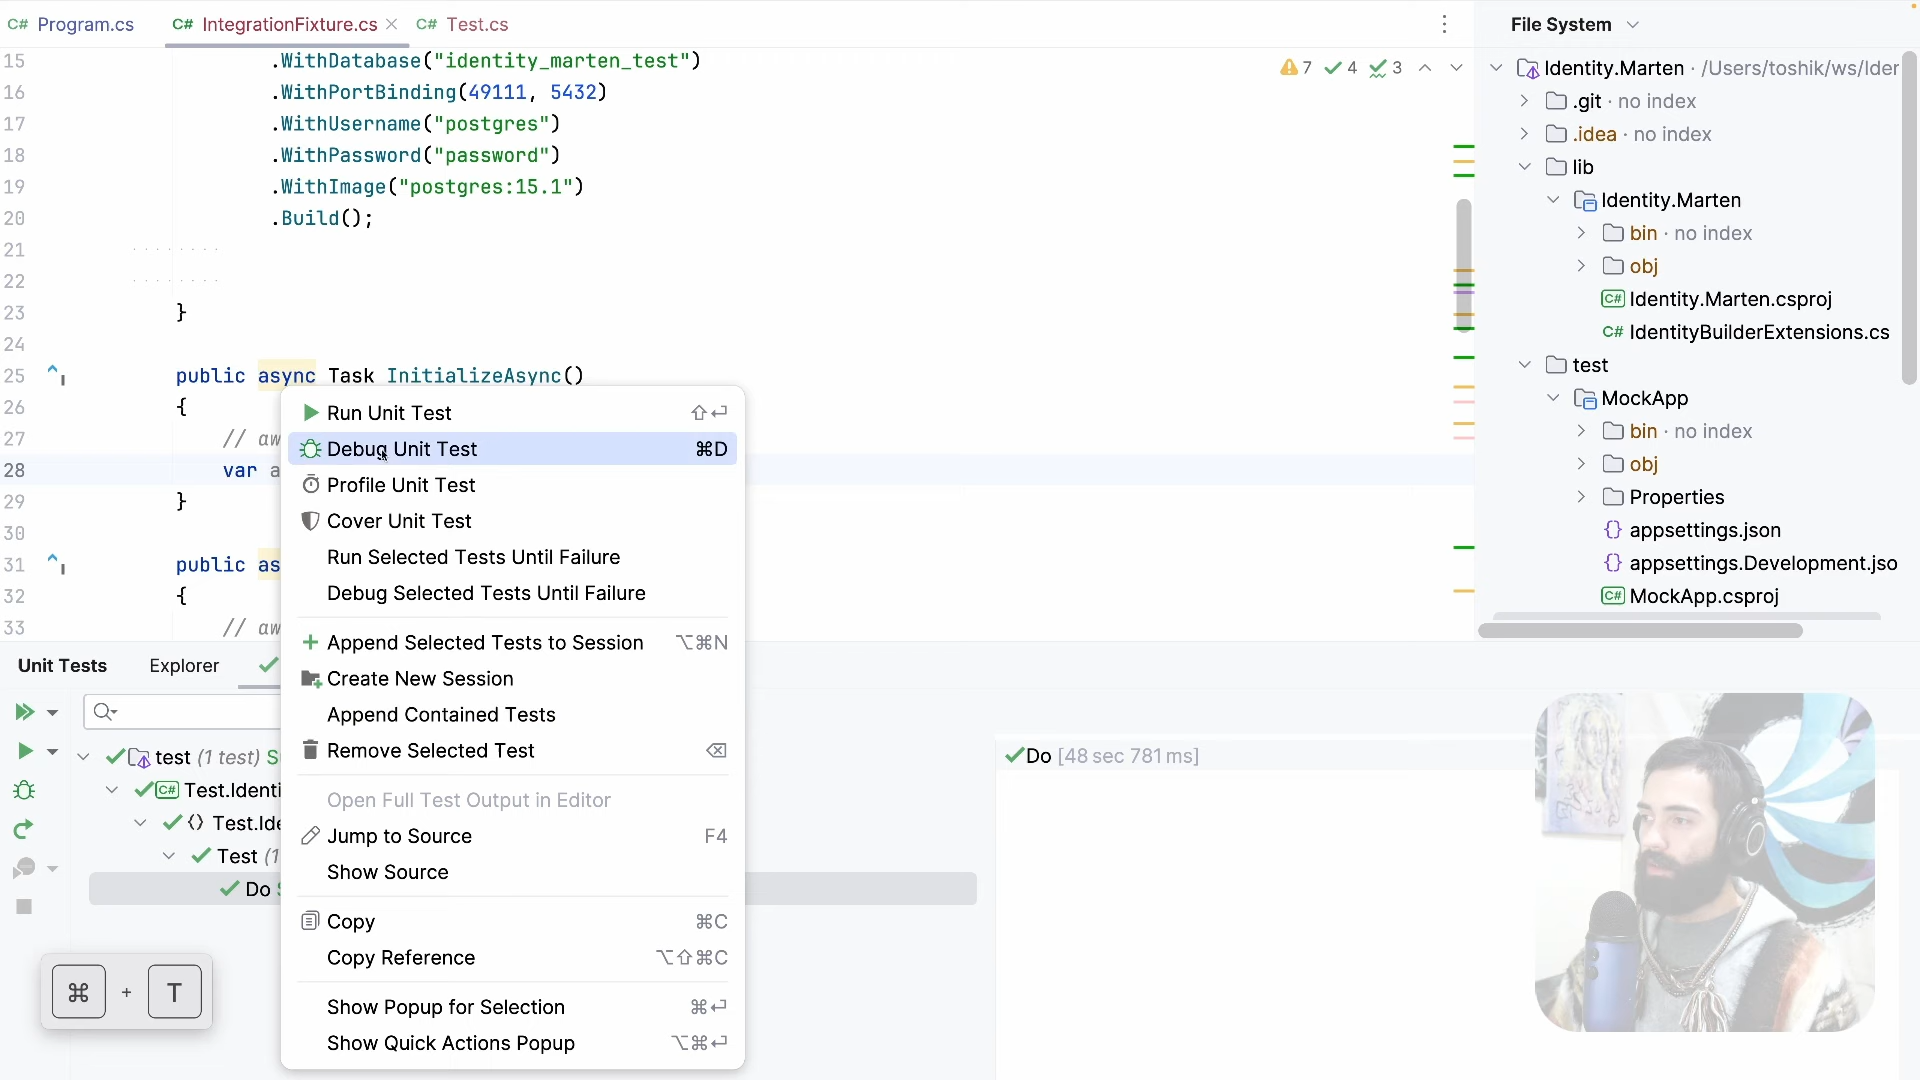 C# Program.cs
C# IntegrationFixture.cs
C# Test.cs
File System
15 .WithDatabase("identity_marten_test")
16 .WithPortBinding(49111, 5432)
17 .WithUsername("postgres")
18 .WithPassword("password")
19 .WithImage("postgres:15.1")
20 .Build();
21
22
23 }
24
25 public async Task InitializeAsync()
26 {
27 // aw
28 var a
29 }
30
31 public as
32 {
33 // aw
7 4 3
Run Unit Test ⇧⏎
Debug Unit Test ⌘D
Profile Unit Test
Cover Unit Test
Run Selected Tests Until Failure
Debug Selected Tests Until Failure
Append Selected Tests to Session ⌥⌘N
Create New Session
Append Contained Tests
Remove Selected Test ⌫
Open Full Test Output in Editor
Jump to Source F4
Show Source
Copy ⌘C
Copy Reference ⌥⇧⌘C
Show Popup for Selection ⌘⏎
Show Quick Actions Popup ⌥⌘⏎
Identity.Marten · /Users/toshik/ws/Ider
.git · no index
.idea · no index
lib
Identity.Marten
bin · no index
obj
C# Identity.Marten.csproj
C# IdentityBuilderExtensions.cs
test
MockApp
bin · no index
obj
Properties
{} appsettings.json
{} appsettings.Development.jso
C# MockApp.csproj
Unit Tests Explorer
test (1 test) S
C# Test.Identi
Test.Ide
Test (1
Do S
Do [48 sec 781 ms]
⌘ + T